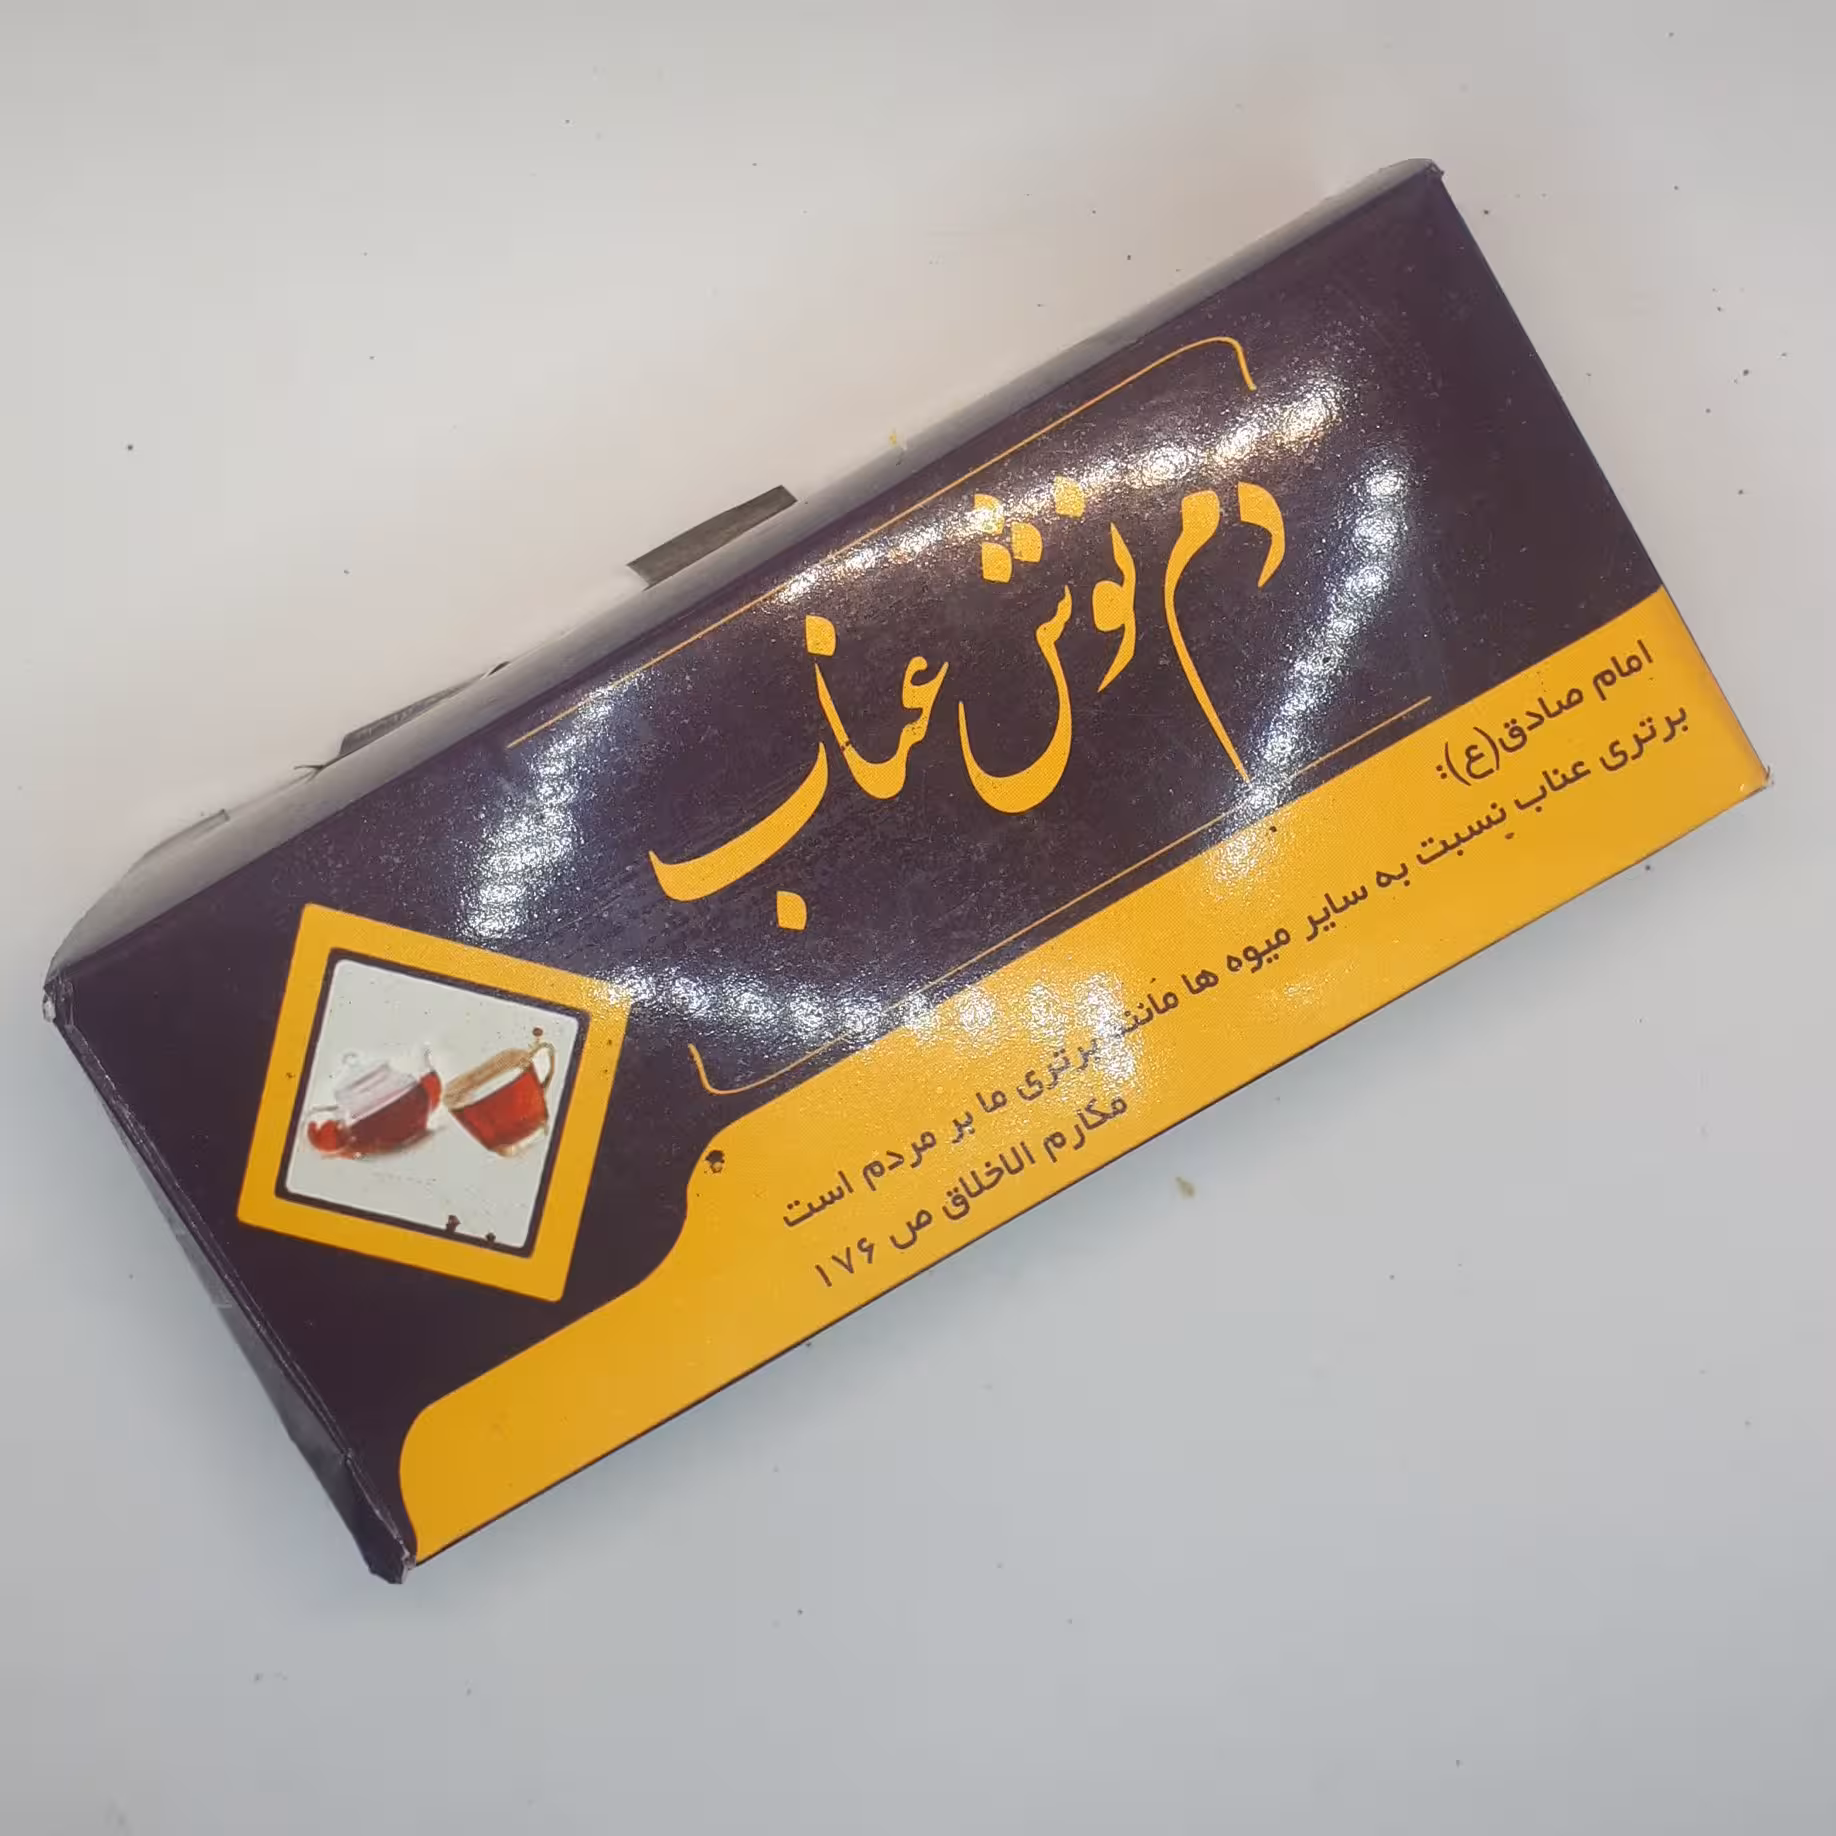 دم نوش عناب
امام صادق(ع):
برتری عناب نسبت به سایر میوه ها مانند برتری ما بر مردم است
مکارم الاخلاق ص ۱۷۶